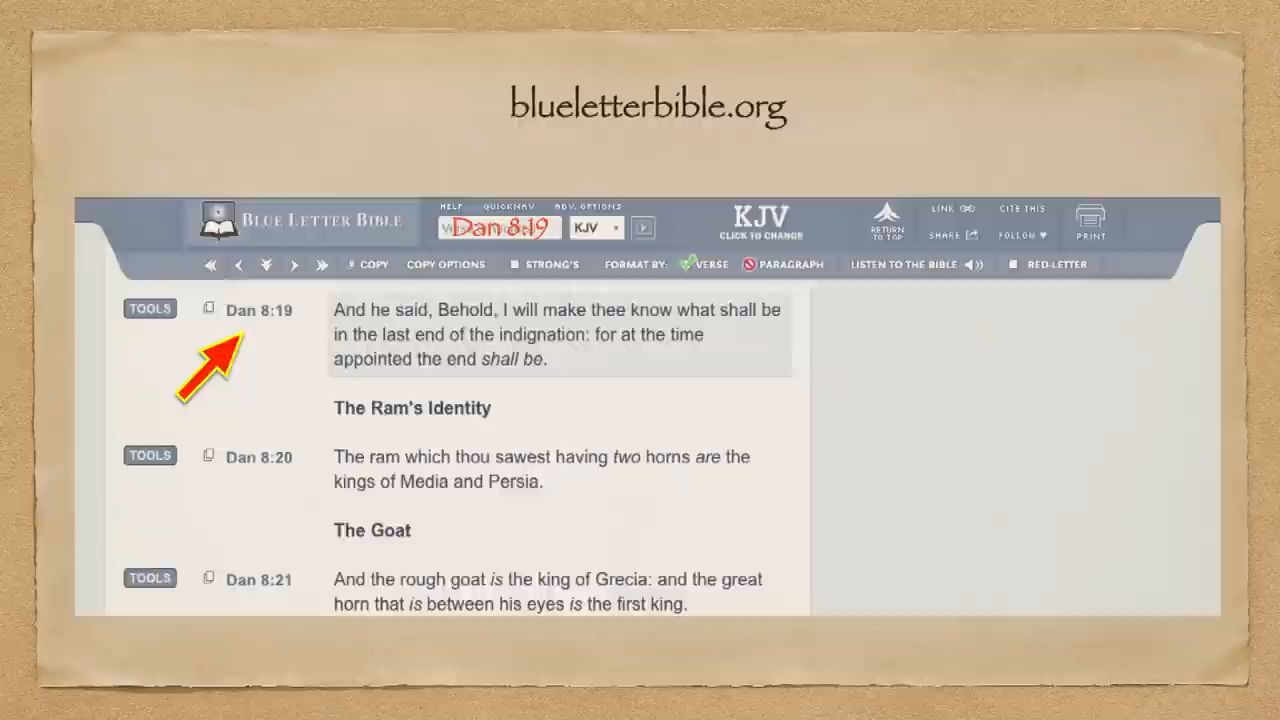 blueletterbible.org
HELP QUICKNAV ADV. OPTIONS
BLUE LETTER BIBLE
Dan 8:19
KJV
KJV
CLICK TO CHANGE
RETURN
TO TOP
LINK
CITE THIS
SHARE
FOLLOW
PRINT
COPY COPY OPTIONS STRONG'S FORMAT BY: VERSE PARAGRAPH LISTEN TO THE BIBLE RED-LETTER
TOOLS Dan 8:19 And he said, Behold, I will make thee know what shall be
in the last end of the indignation: for at the time
appointed the end shall be.
The Ram's Identity
TOOLS Dan 8:20 The ram which thou sawest having two horns are the
kings of Media and Persia.
The Goat
TOOLS Dan 8:21 And the rough goat is the king of Grecia: and the great
horn that is between his eyes is the first king.